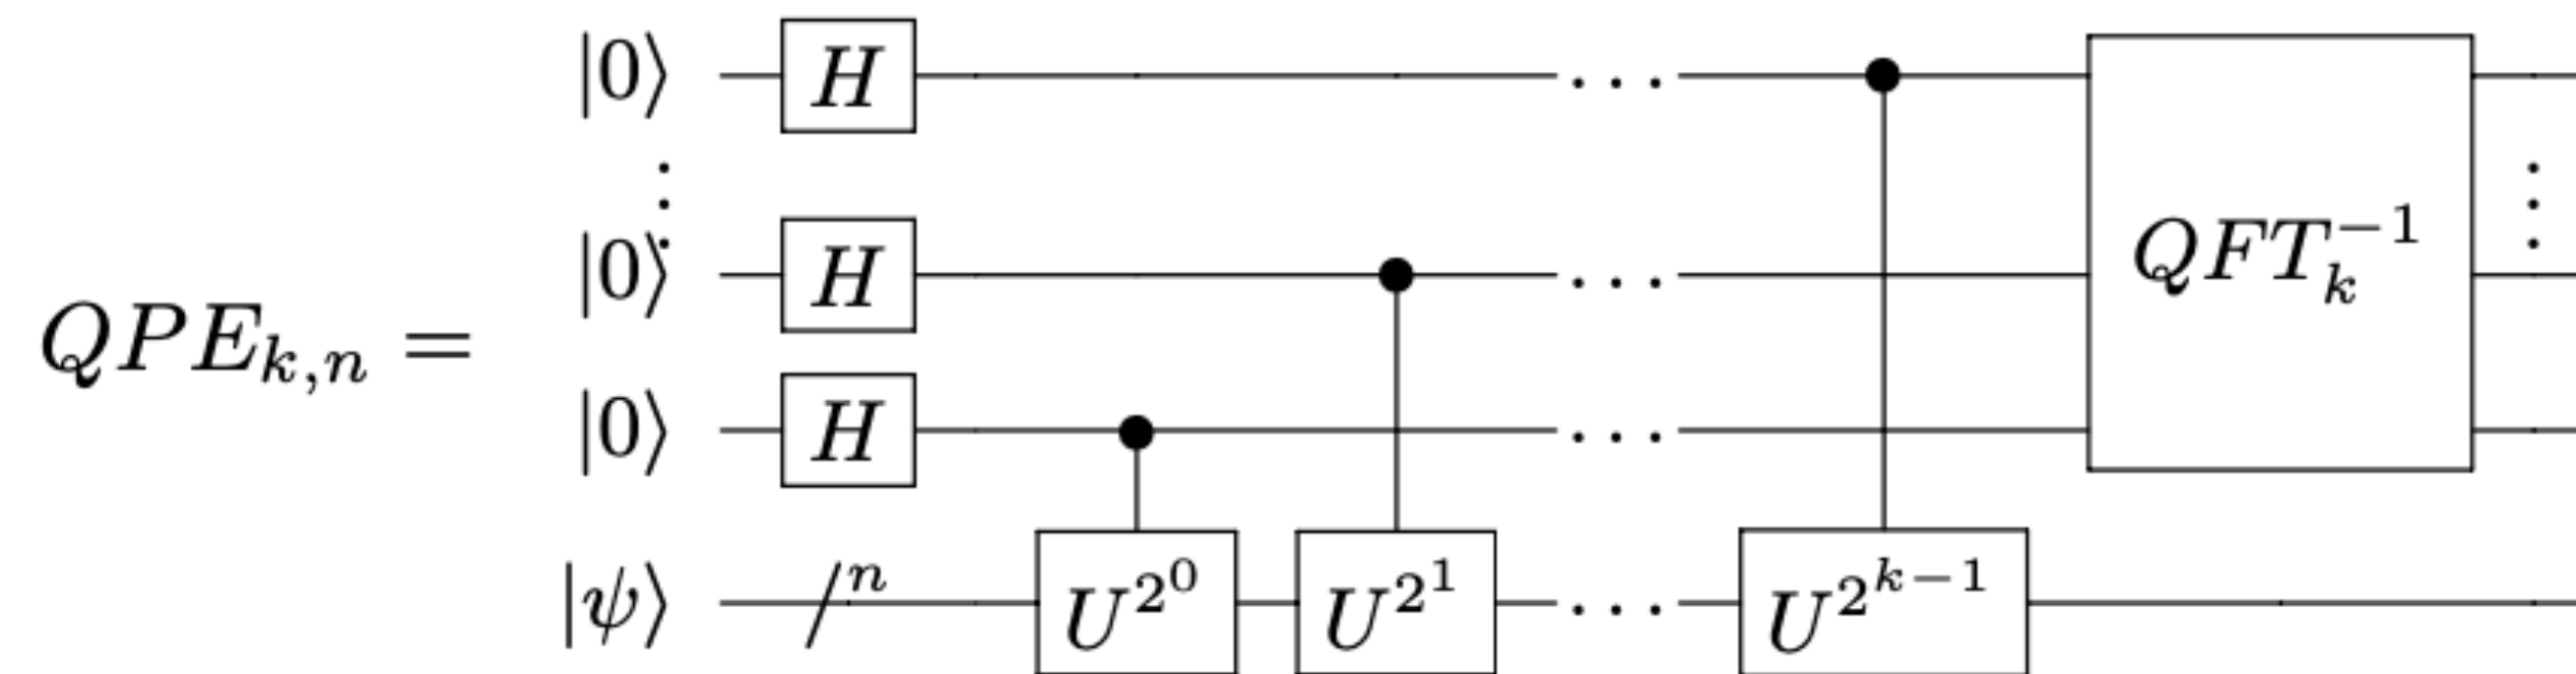 |0⟩ H . . .
|0⟩ H . . . QFT_k^{-1}
QPE_{k,n} =
|0⟩ H . . .
|ψ⟩ /^n U^{2^0} U^{2^1} . . . U^{2^{k-1}}